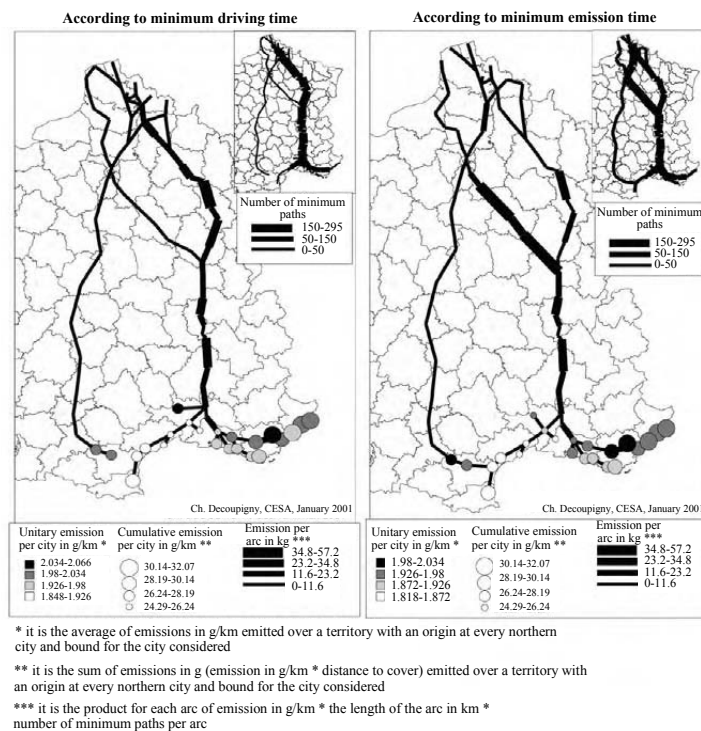 According to minimum driving time
According to minimum emission time
Number of minimum
paths
150-295
50-150
0-50
Number of minimum
paths
150-295
50-150
0-50
Ch. Decoupigny, CESA, January 2001
Ch. Decoupigny, CESA, January 2001
Unitary emission
per city in g/km *
2.034-2.066
1.98-2.034
1.926-1.98
1.848-1.926
Cumulative emission
per city in g/km **
30.14-32.07
28.19-30.14
26.24-28.19
24.29-26.24
Emission per
arc in kg ***
34.8-57.2
23.2-34.8
11.6-23.2
0-11.6
Unitary emission
per city in g/km *
1.98-2.034
1.926-1.98
1.872-1.926
1.818-1.872
Cumulative emission
per city in g/km **
30.14-32.07
28.19-30.14
26.24-28.19
24.29-26.24
Emission per
arc in kg ***
34.8-57.2
23.2-34.8
11.6-23.2
0-11.6
* it is the average of emissions in g/km emitted over a territory with an origin at every northern
city and bound for the city considered
** it is the sum of emissions in g (emission in g/km * distance to cover) emitted over a territory with
an origin at every northern city and bound for the city considered
*** it is the product for each arc of emission in g/km * the length of the arc in km *
number of minimum paths per arc